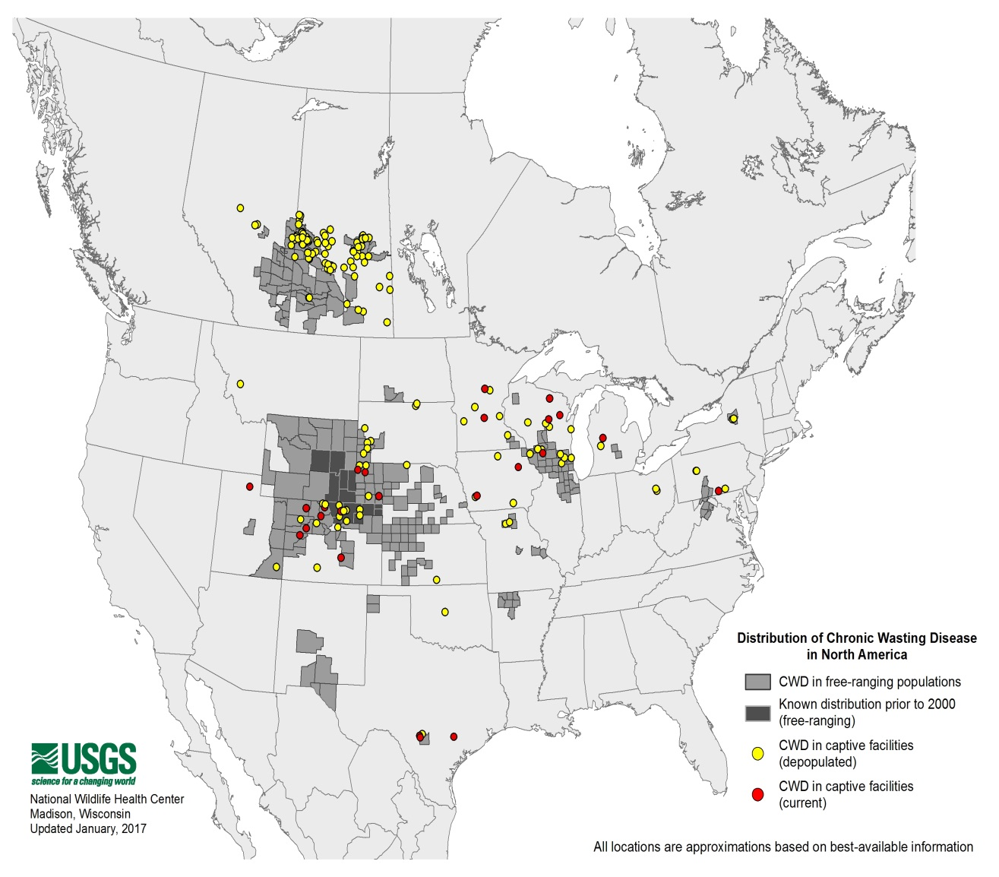 Distribution of Chronic Wasting Disease
in North America
CWD in free-ranging populations
Known distribution prior to 2000
(free-ranging)
CWD in captive facilities
(depopulated)
CWD in captive facilities
(current)
USGS
science for a changing world
National Wildlife Health Center
Madison, Wisconsin
Updated January, 2017
All locations are approximations based on best-available information